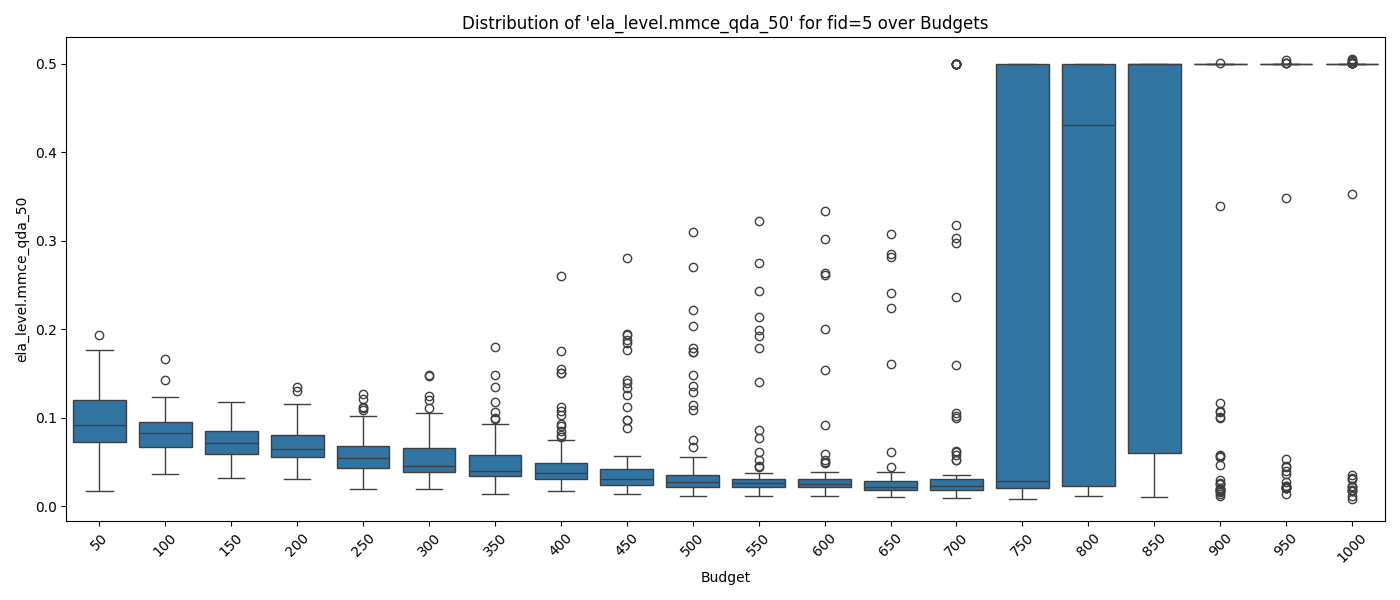 Distribution of 'ela_level.mmce_qda_50' for fid=5 over Budgets
ela_level.mmce_qda_50
0.5
0.4
0.3
0.2
0.1
0.0
50 100 150 200 250 300 350 400 450 500 550 600 650 700 750 800 850 900 950 1000
Budget